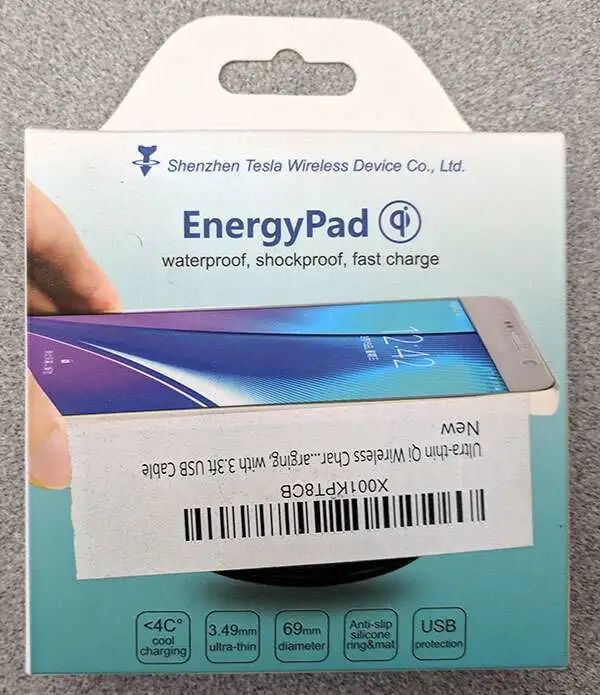 Shenzhen Tesla Wireless Device Co., Ltd.
EnergyPad qi
waterproof, shockproof, fast charge
12:42
New
Ultra-thin Qi Wireless Char...arging, with 3.3ft USB Cable
X001KPT8CB
<4C°
cool
charging
3.49mm
ultra-thin
69mm
diameter
Anti-slip
silicone
ring&mat
USB
protection